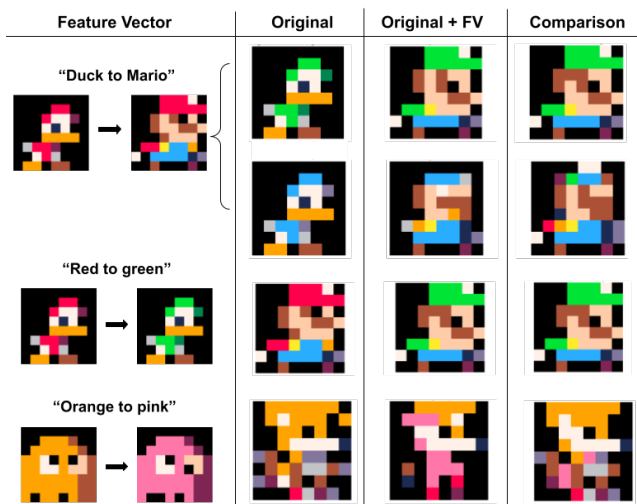 Feature Vector Original Original + FV Comparison
“Duck to Mario”
“Red to green”
“Orange to pink”